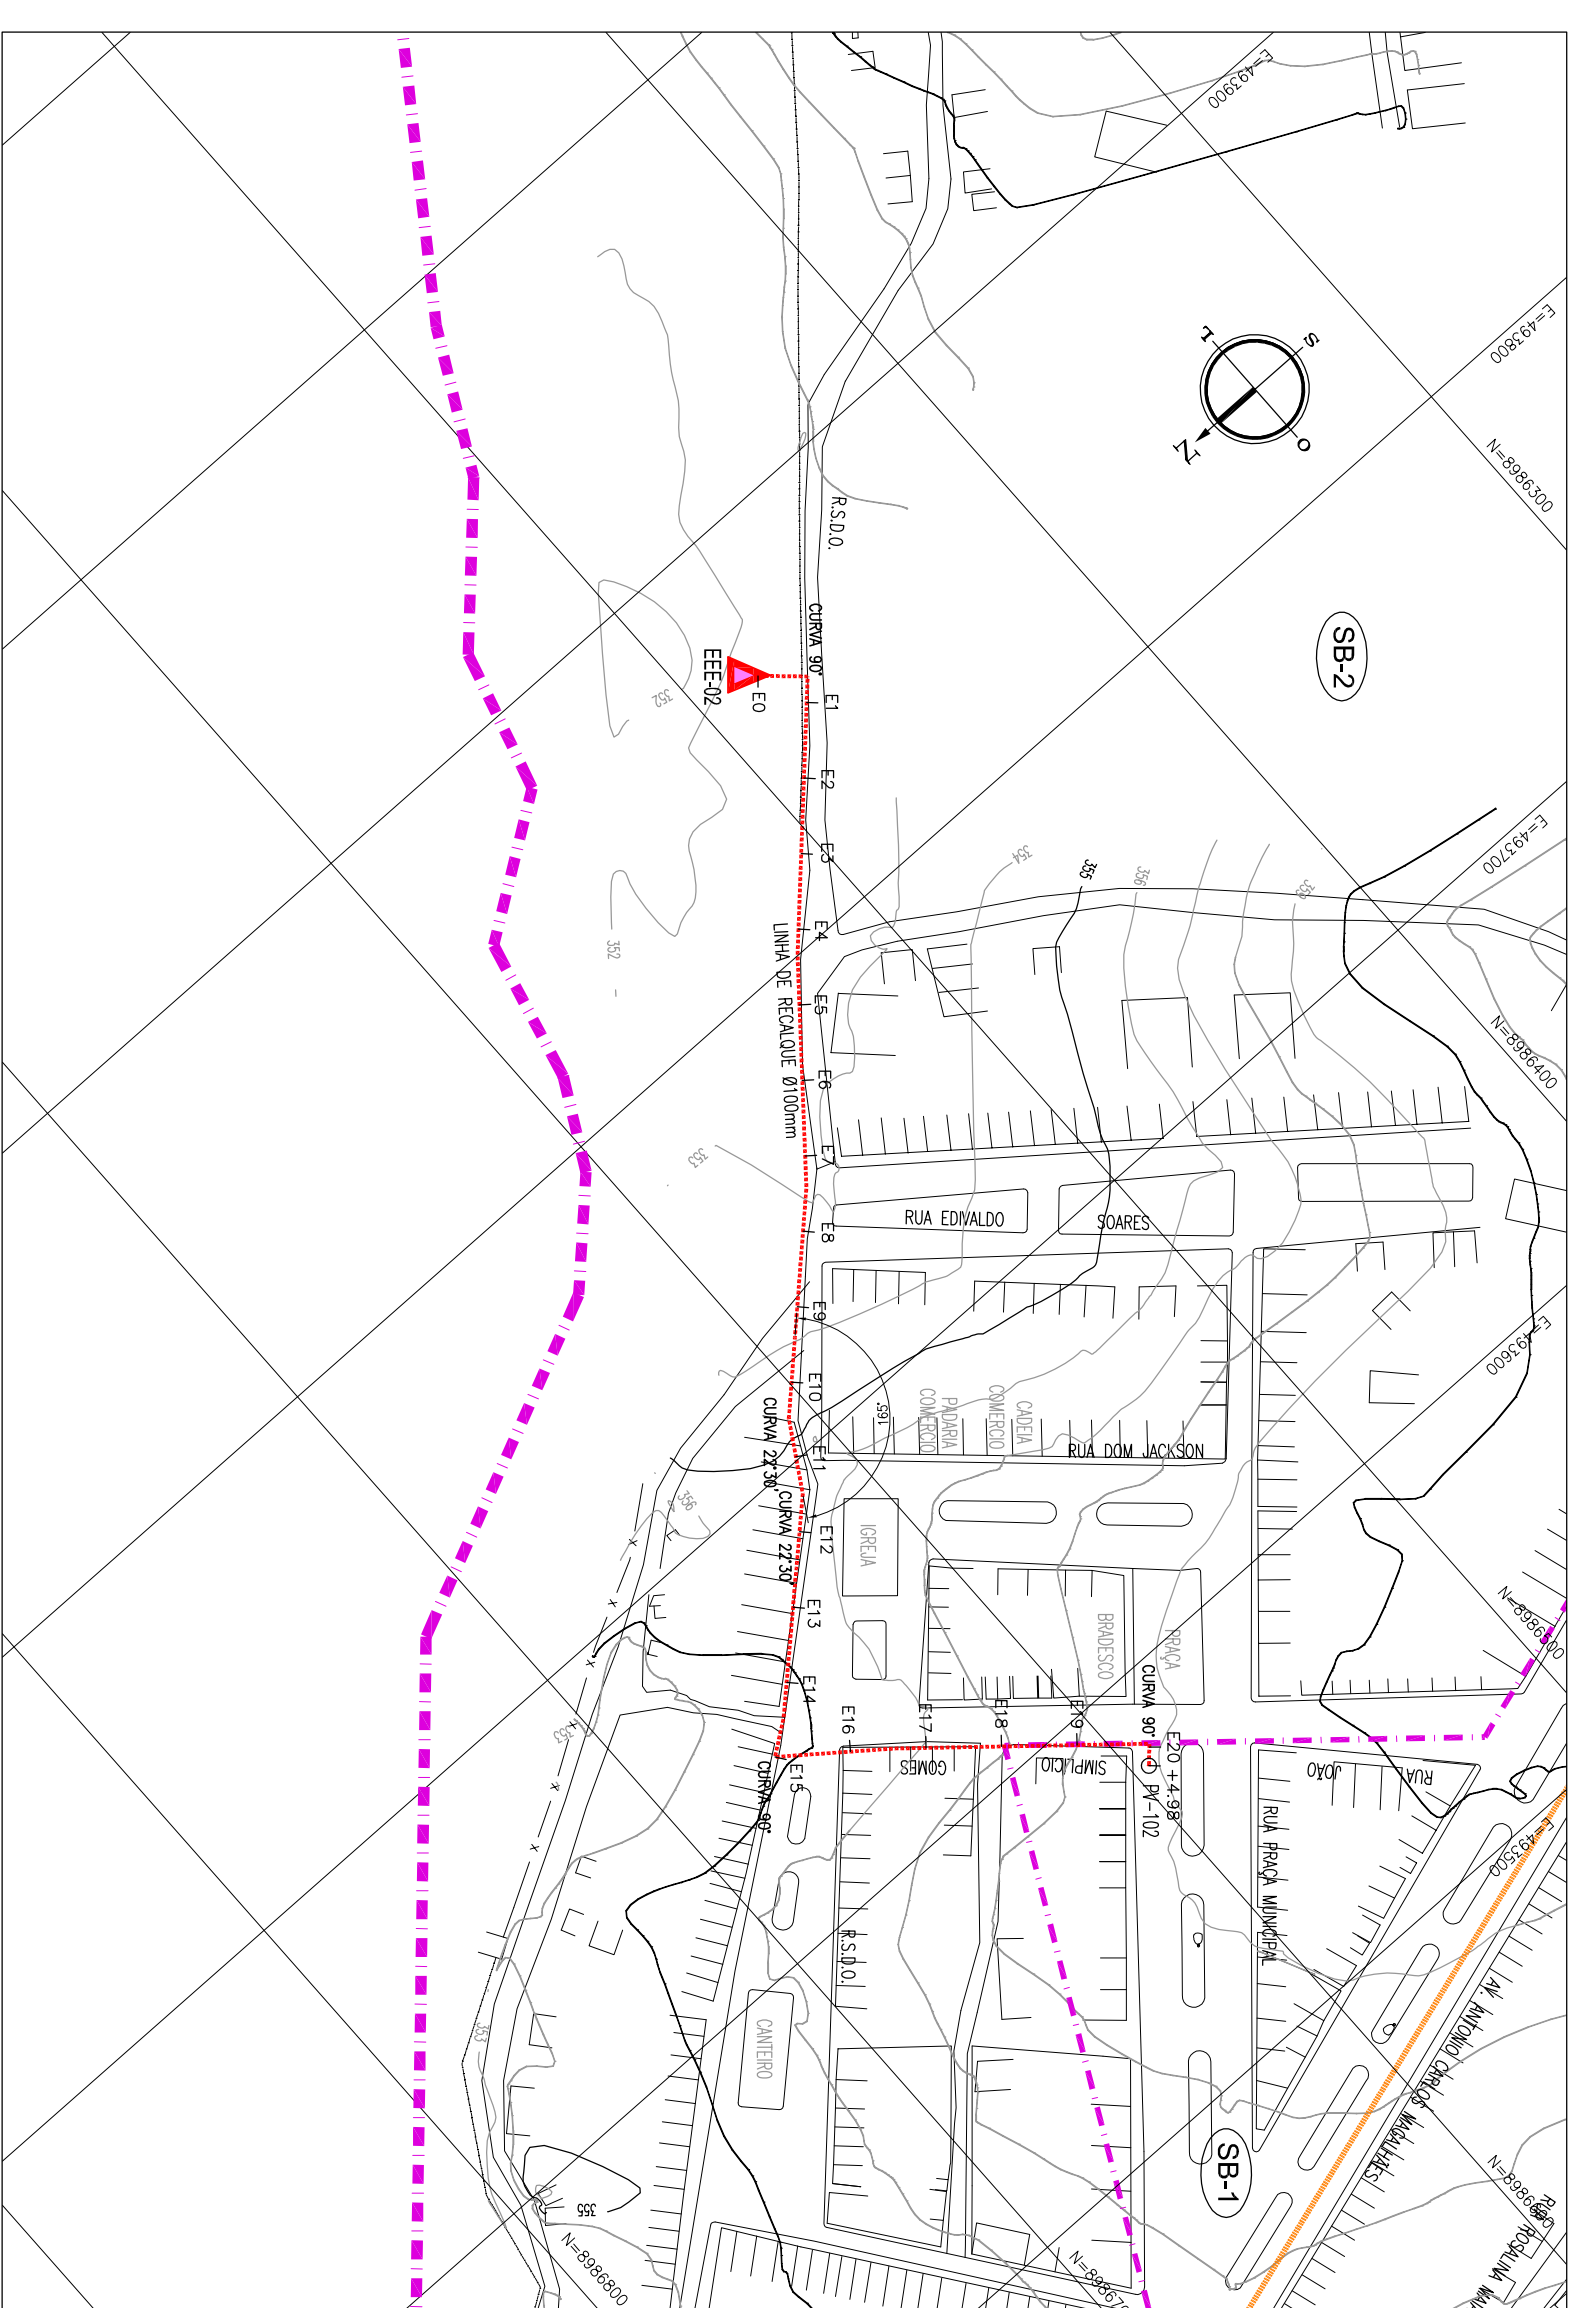 E=493900
E=493800
N=8986300
S
O
N
R.S.D.O.
SB-2
CURVA 90°
EEE-02
E0
E1
E2
E3
E4
E5
E6
E7
E8
E9
E10
E11
E12
E13
E14
E15
E16
E17
E18
E19
E20 +4.98
PV-102
352
352
354
355
356
E=493700
N=8986400
LINHA DE RECALQUE Ø100mm
353
RUA EDIVALDO
SOARES
E=493600
165°
COMERCIO
PADARIA
COMERCIO
CADEIA
RUA DOM JACKSON
CURVA 22°30'
CURVA 22°30'
356
IGREJA
BRADESCO
PRAÇA
CURVA 90°
353
CURVA 90°
GOMES
SIMPLICIO
JOÃO
RUA
RUA PRAÇA MUNICIPAL
E=493500
R.S.D.O.
CANTEIRO
353
AV. ANTONIO CARLOS MAGALHÃES
SB-1
355
N=8986800